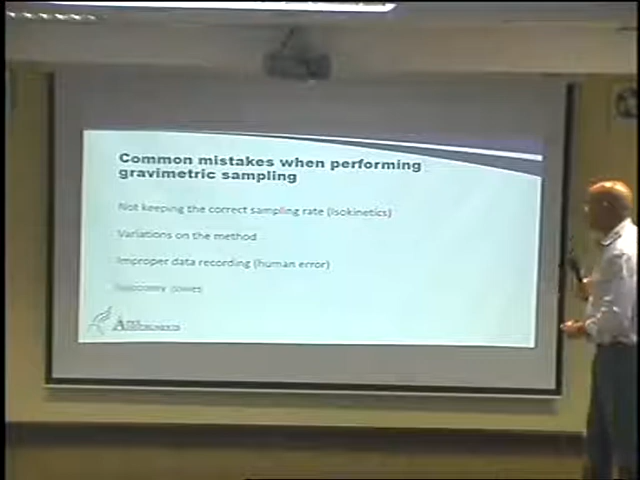 Common mistakes when performing
gravimetric sampling
Not keeping the correct sampling rate (isokinetics)
Variations on the method
Improper data recording (human error)